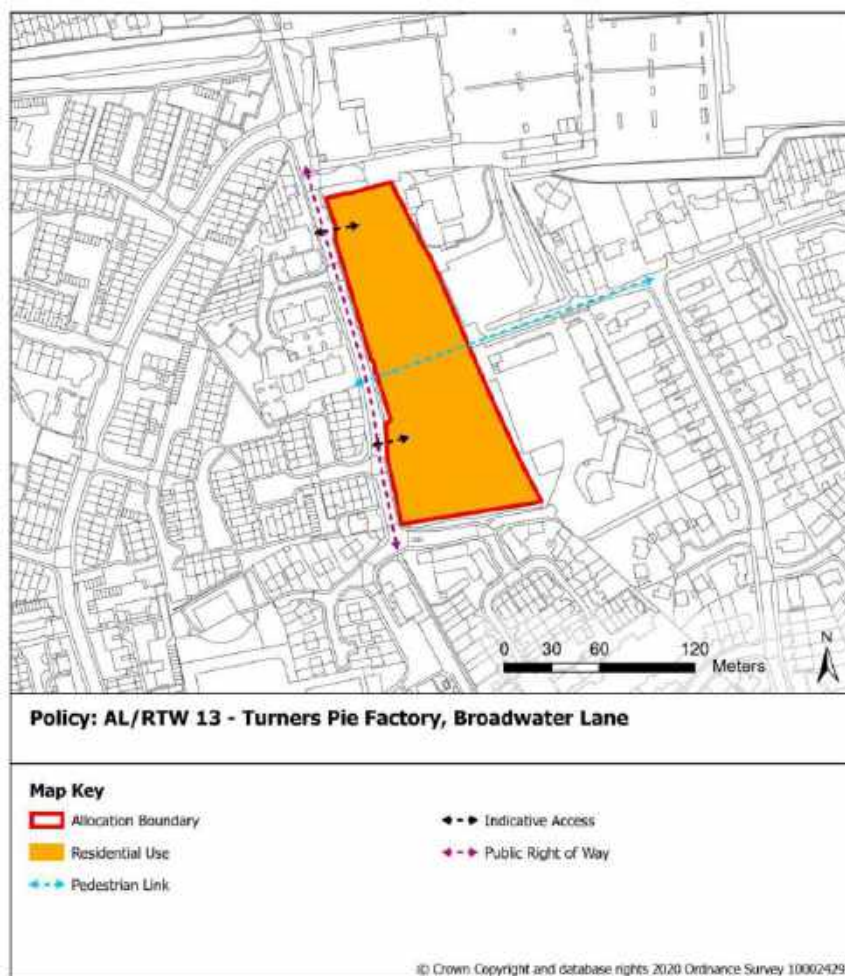 0 30 60 120
Meters
N
Policy: AL/RTW 13 - Turners Pie Factory, Broadwater Lane
Map Key
Allocation Boundary
Residential Use
Pedestrian Link
Indicative Access
Public Right of Way
© Crown Copyright and database rights 2020 Ordnance Survey 10002429